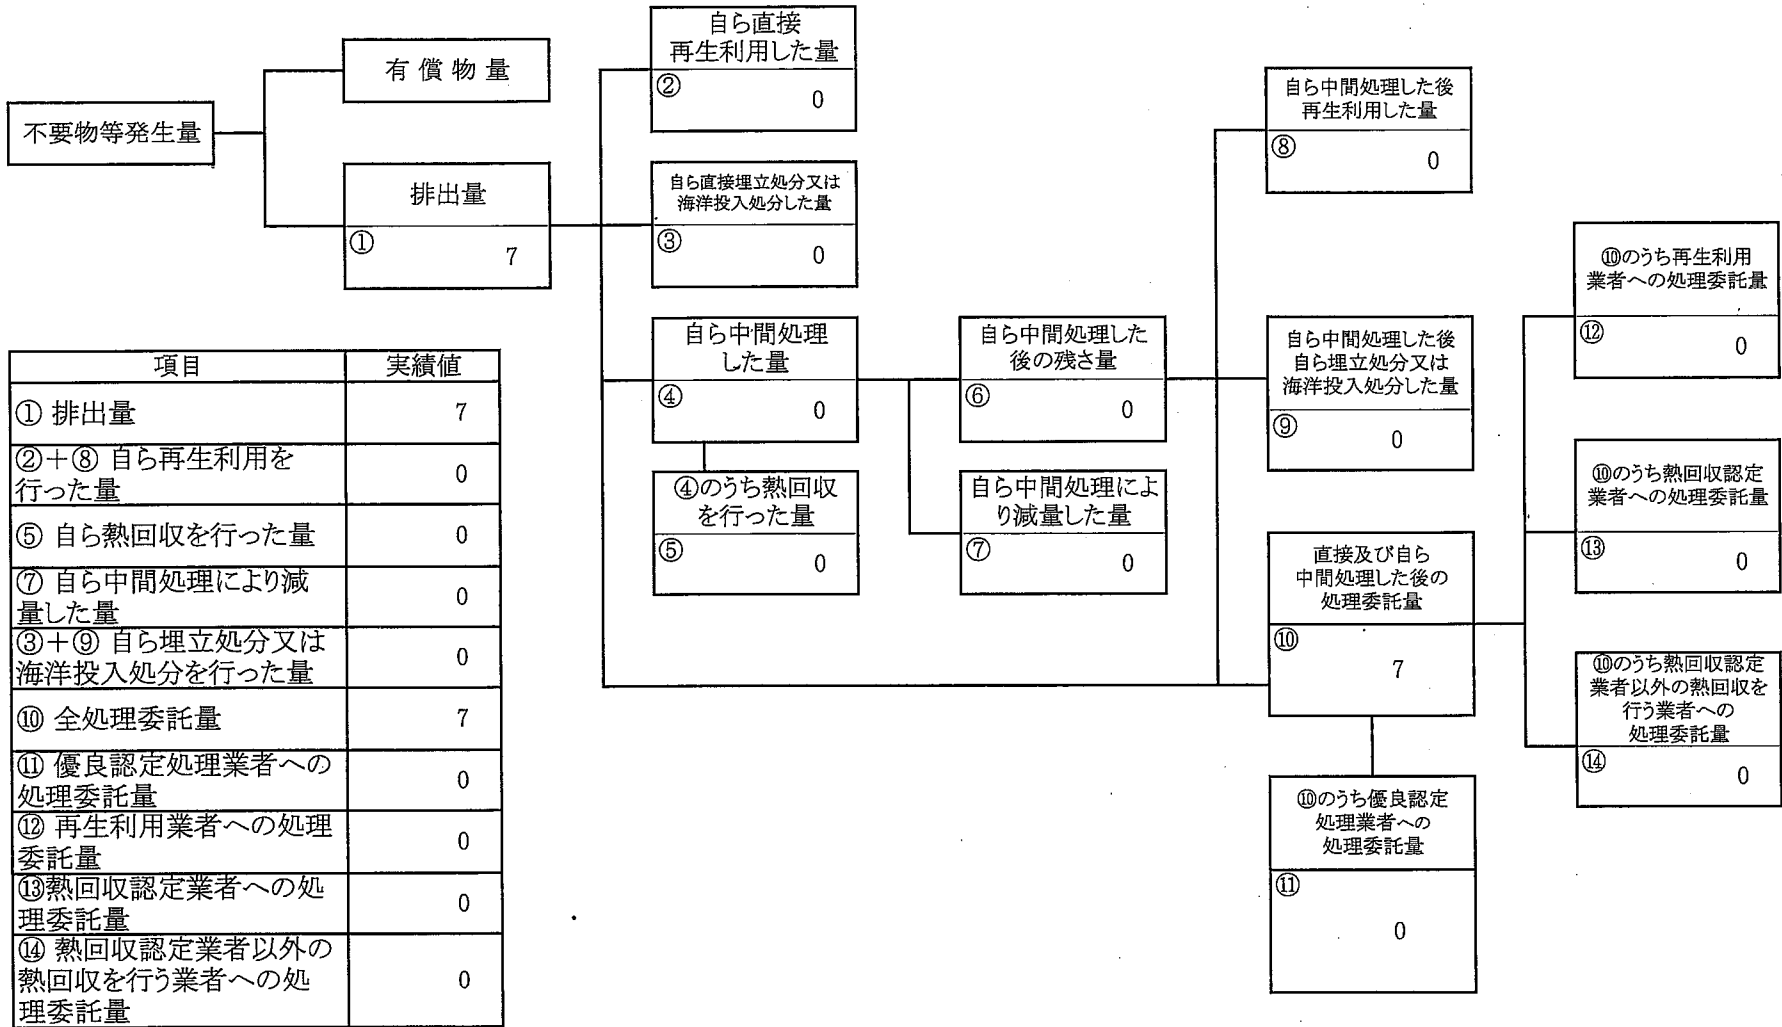 不要物等発生量
有償物量
排出量
①
7
自ら直接
再生利用した量
②
0
自ら直接埋立処分又は
海洋投入処分した量
③
0
自ら中間処理
した量
④
0
④のうち熱回収
を行った量
⑤
0
自ら中間処理した
後の残さ量
⑥
0
自ら中間処理によ
り減量した量
⑦
0
自ら中間処理した後
再生利用した量
⑧
0
自ら中間処理した後
自ら埋立処分又は
海洋投入処分した量
⑨
0
直接及び自ら
中間処理した後の
処理委託量
⑩
7
⑩のうち優良認定
処理業者への
処理委託量
⑪
0
⑩のうち再生利用
業者への処理委託量
⑫
0
⑩のうち熱回収認定
業者への処理委託量
⑬
0
⑩のうち熱回収認定
業者以外の熱回収を
行う業者への
処理委託量
⑭
0
項目 実績値
① 排出量 7
②+⑧ 自ら再生利用を
行った量 0
⑤ 自ら熱回収を行った量 0
⑦ 自ら中間処理により減
量した量 0
③+⑨ 自ら埋立処分又は
海洋投入処分を行った量 0
⑩ 全処理委託量 7
⑪ 優良認定処理業者への
処理委託量 0
⑫ 再生利用業者への処理
委託量 0
⑬熱回収認定業者への処
理委託量 0
⑭ 熱回収認定業者以外の
熱回収を行う業者への処
理委託量 0